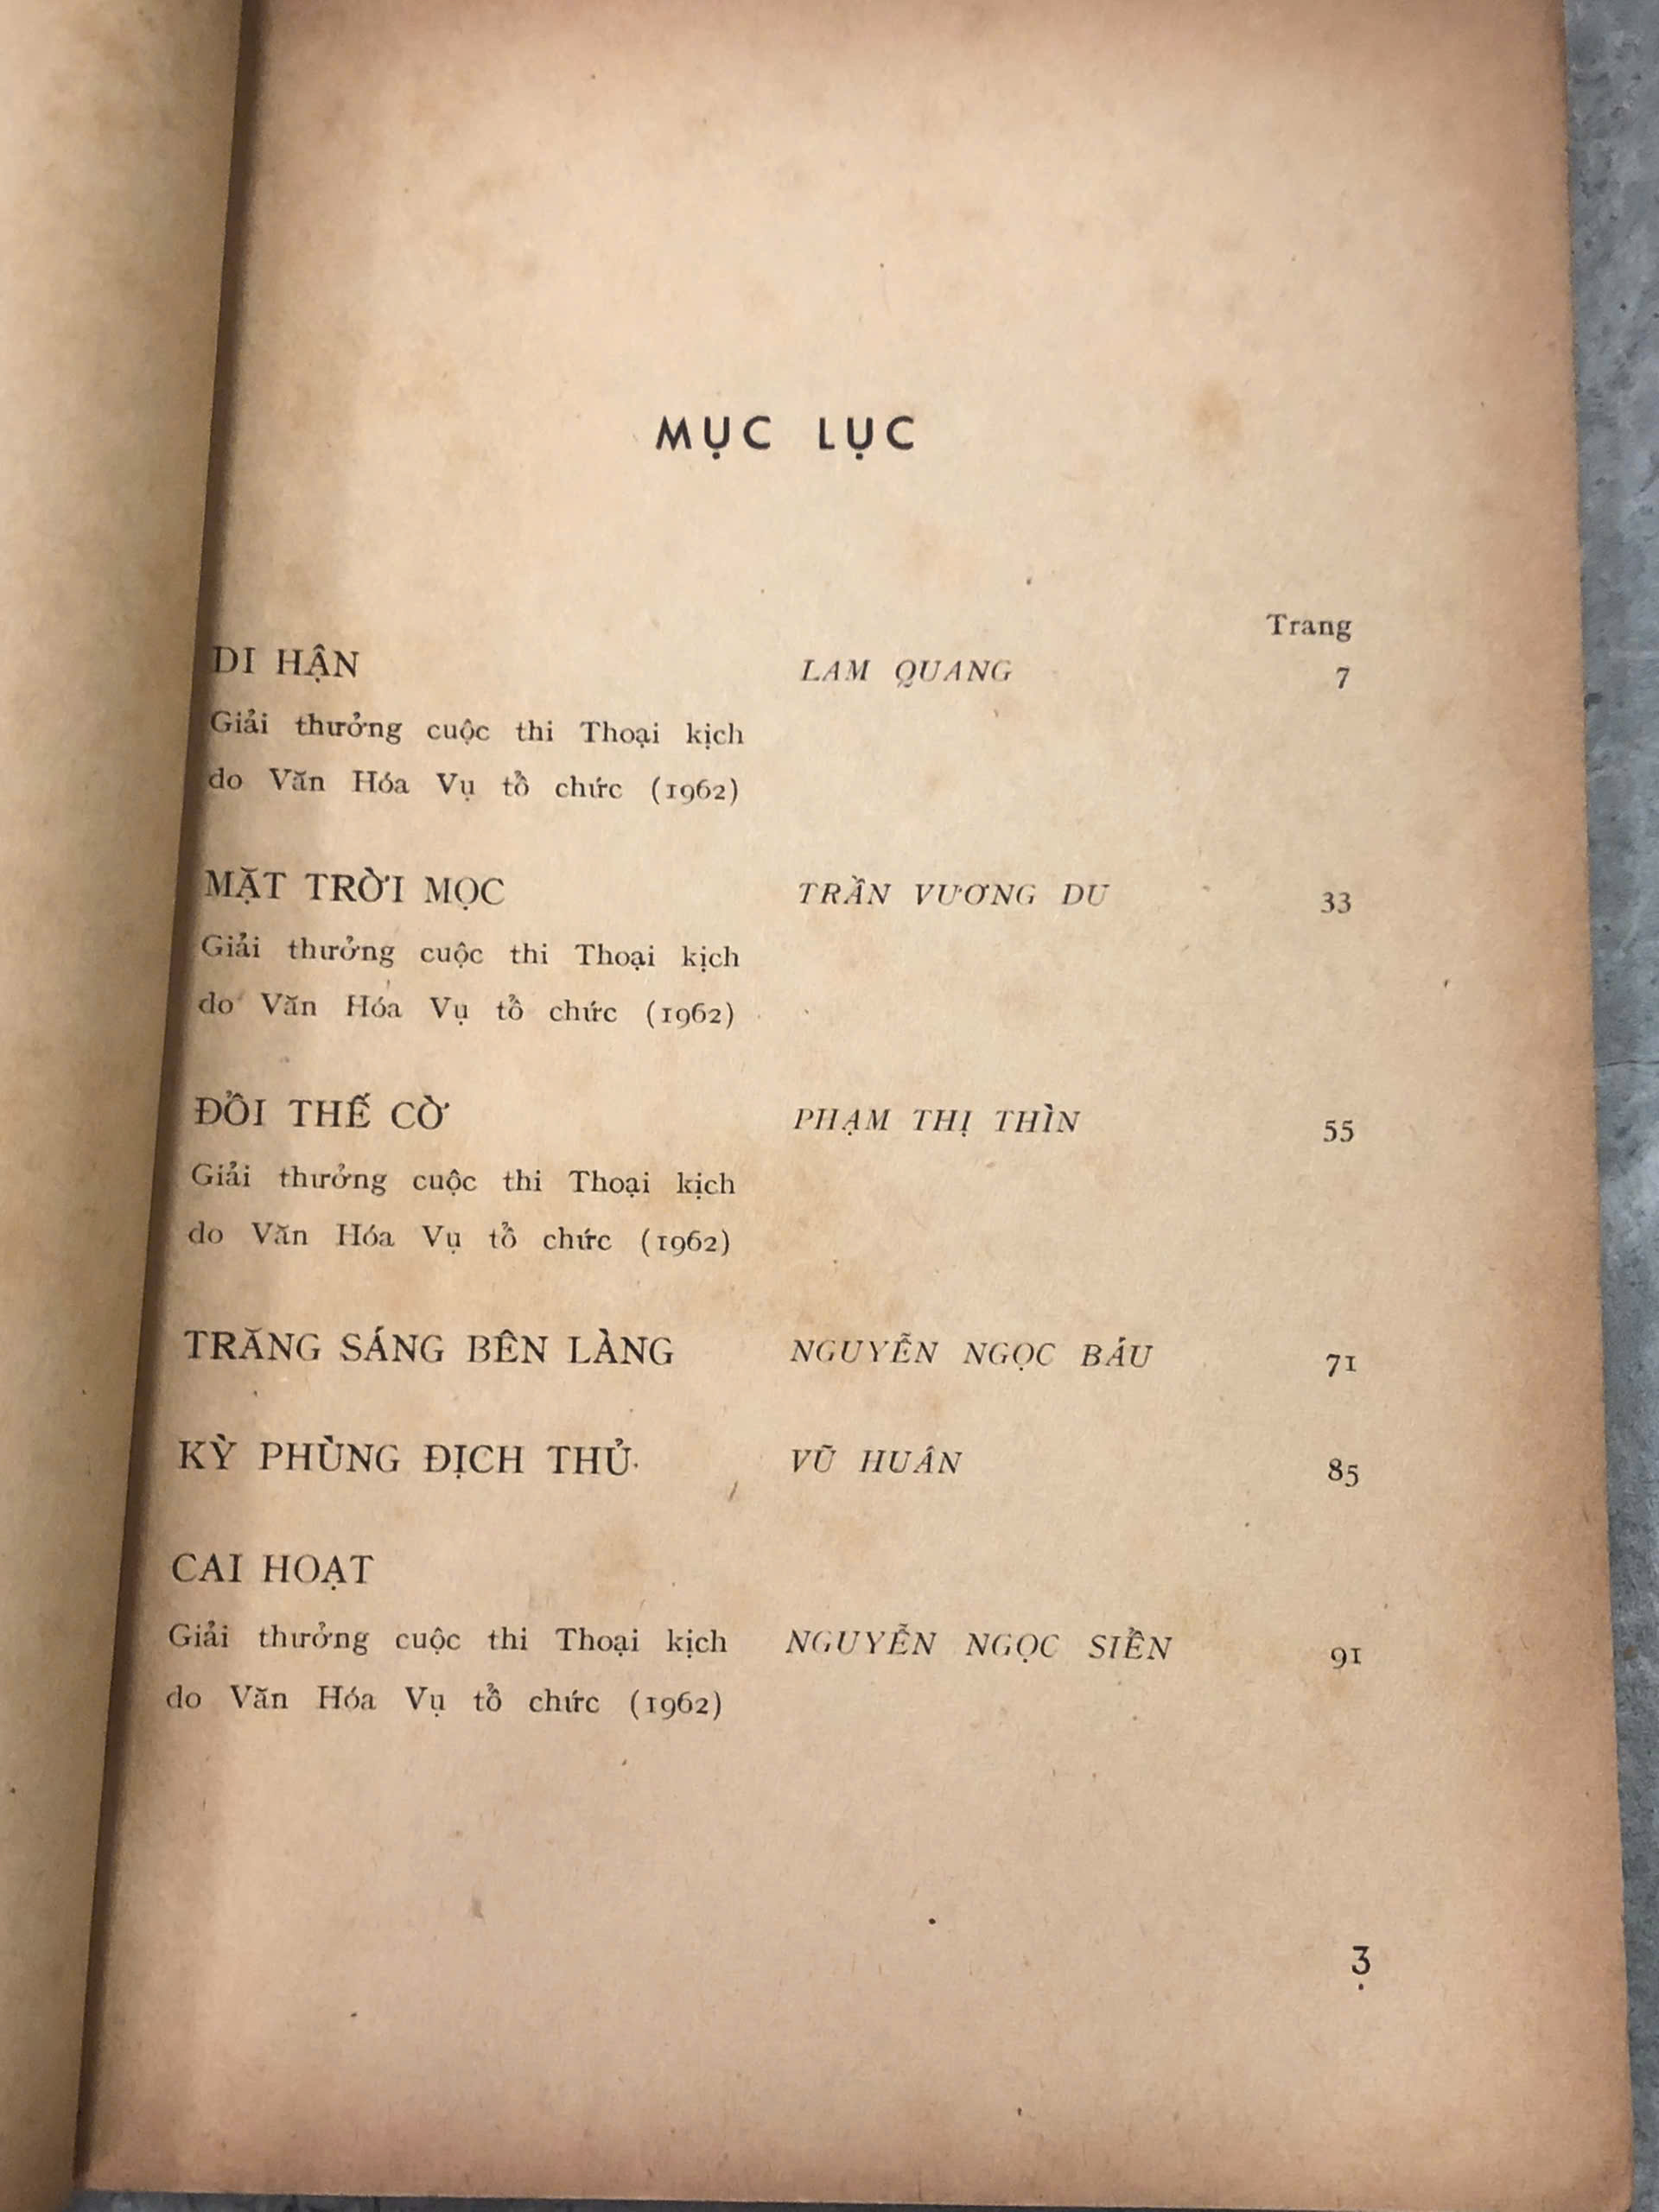 MỤC LỤC
Trang
DI HẬN LAM QUANG 7
Giải thưởng cuộc thi Thoại kịch
do Văn Hóa Vụ tổ chức (1962)
MẶT TRỜI MỌC TRẦN VƯƠNG DU 33
Giải thưởng cuộc thi Thoại kịch
do Văn Hóa Vụ tổ chức (1962)
ĐỔI THẾ CỜ PHẠM THỊ THÌN 55
Giải thưởng cuộc thi Thoại kịch
do Văn Hóa Vụ tổ chức (1962)
TRĂNG SÁNG BÊN LÀNG NGUYỄN NGỌC BÁU 71
KỲ PHÙNG ĐỊCH THỦ VŨ HUÂN 85
CAI HOẠT
Giải thưởng cuộc thi Thoại kịch NGUYỄN NGỌC SIỀN 91
do Văn Hóa Vụ tổ chức (1962)
3